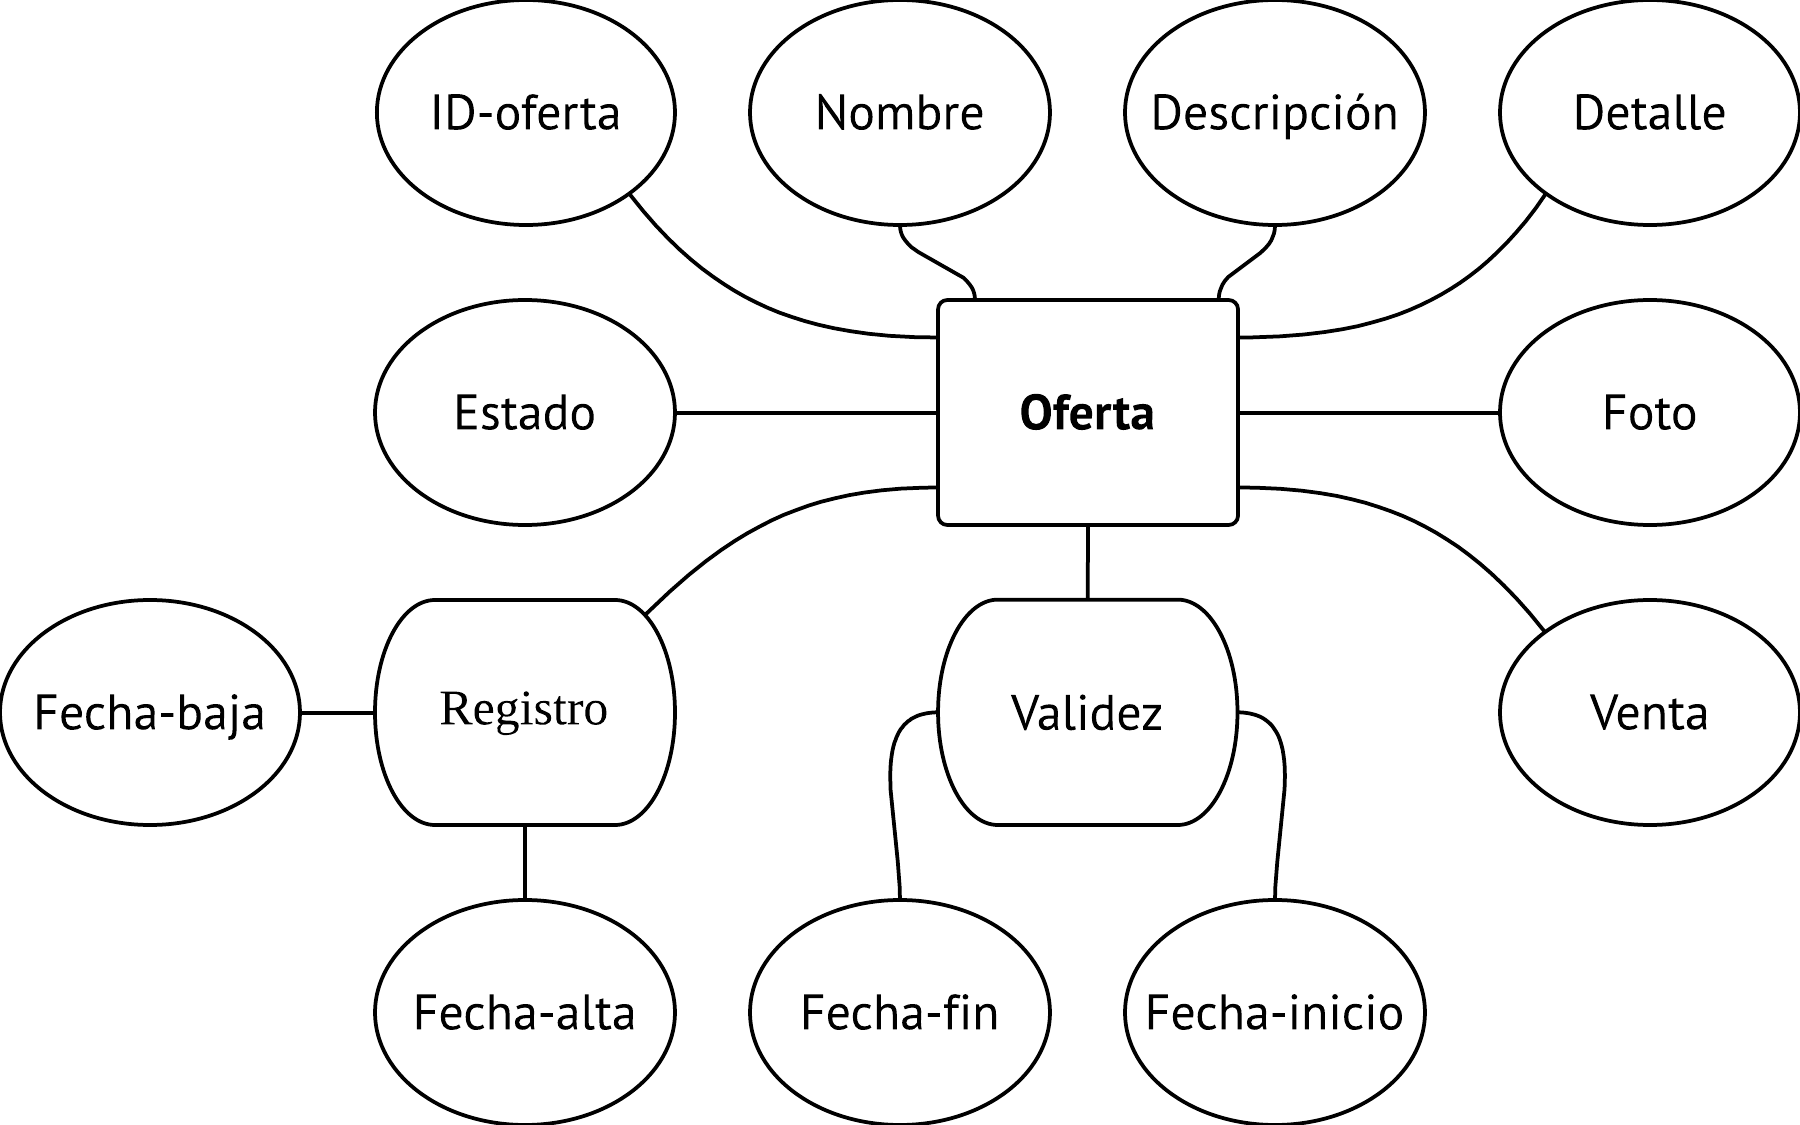 ID-oferta
Nombre
Descripción
Detalle
Estado
Oferta
Foto
Fecha-baja
Registro
Validez
Venta
Fecha-alta
Fecha-fin
Fecha-inicio